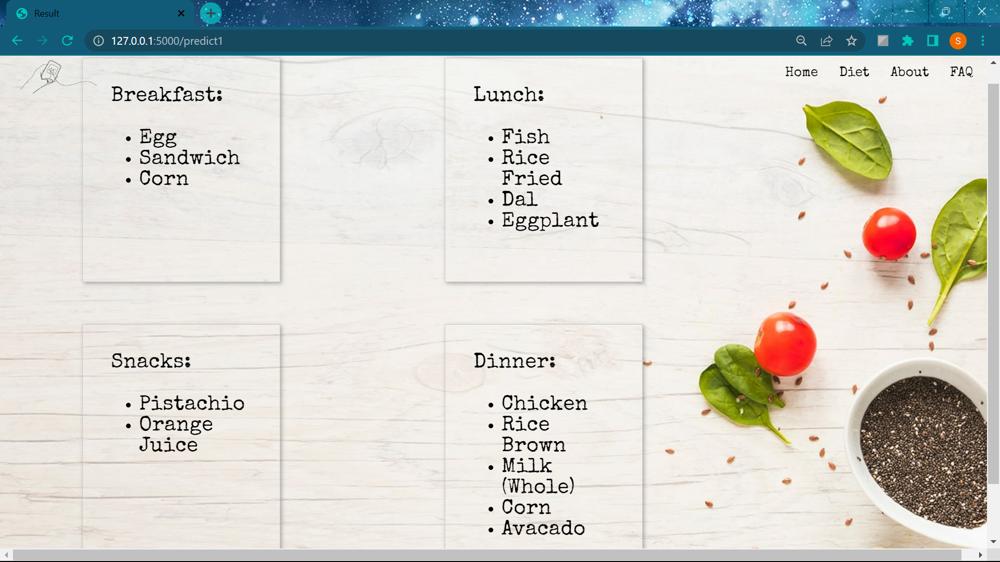 Result
127.0.0.1:5000/predict1
S
45
Home Diet About FAQ
Breakfast:
Egg
Sandwich
Corn
Lunch:
Fish
Rice
Fried
Dal
Eggplant
Snacks:
Pistachio
Orange
Juice
Dinner:
Chicken
Rice
Brown
Milk
(Whole)
Corn
Avacado